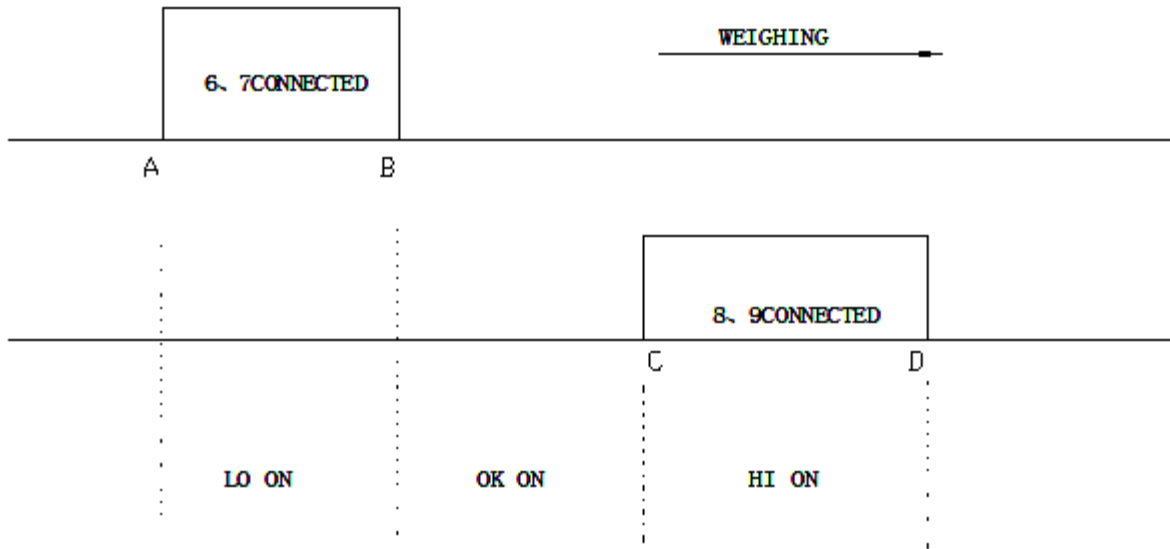 WEIGHING
6、7CONNECTED
A
B
8、9CONNECTED
C
D
LO ON
OK ON
HI ON